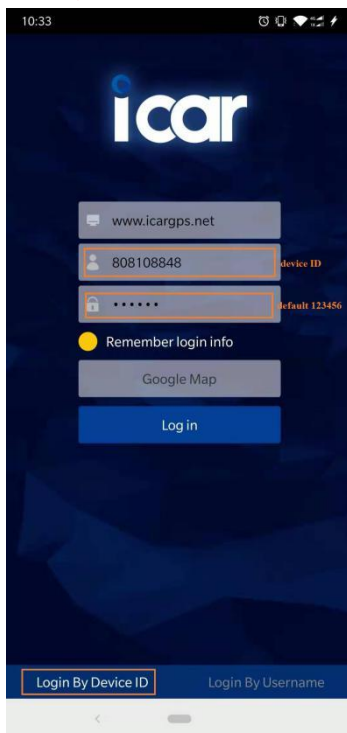 10:33
icar
www.icargps.net
808108848 device ID
•••••• default 123456
Remember login info
Google Map
Log in
Login By Device ID Login By Username